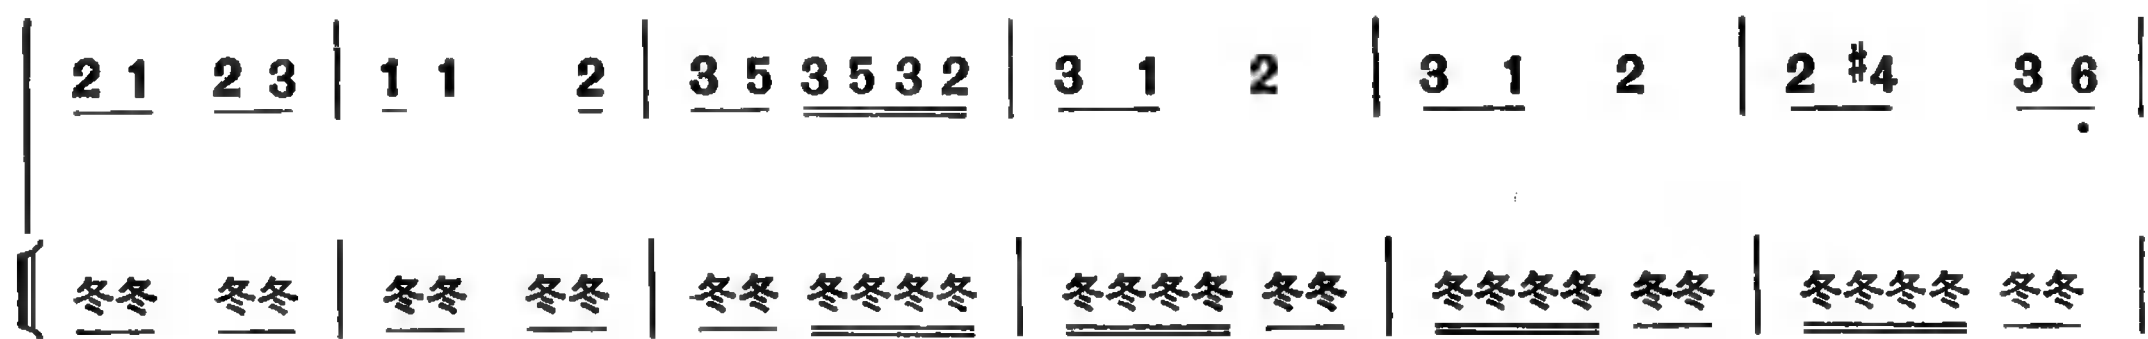 2 1 2 3 | 1 1 2 | 3 5 3 5 3 2 | 3 1 2 | 3 1 2 | 2 #4 3 6 |
冬冬 冬冬 | 冬冬 冬冬 | 冬冬 冬冬冬冬 | 冬冬冬冬 冬冬 | 冬冬冬冬 冬冬 | 冬冬冬冬 冬冬 |